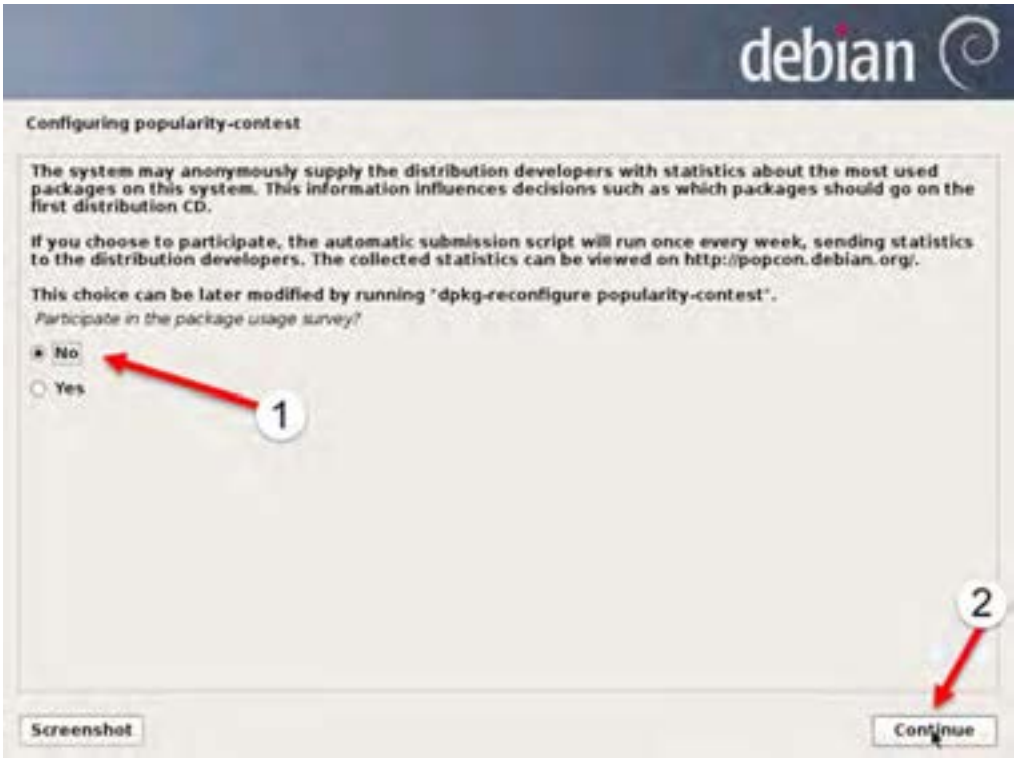 debian
Configuring popularity-contest
The system may anonymously supply the distribution developers with statistics about the most used
packages on this system. This information influences decisions such as which packages should go on the
first distribution CD.
If you choose to participate, the automatic submission script will run once every week, sending statistics
to the distribution developers. The collected statistics can be viewed on http://popcon.debian.org/.
This choice can be later modified by running "dpkg-reconfigure popularity-contest".
Participate in the package usage survey?
No
Yes
1
2
Screenshot
Continue